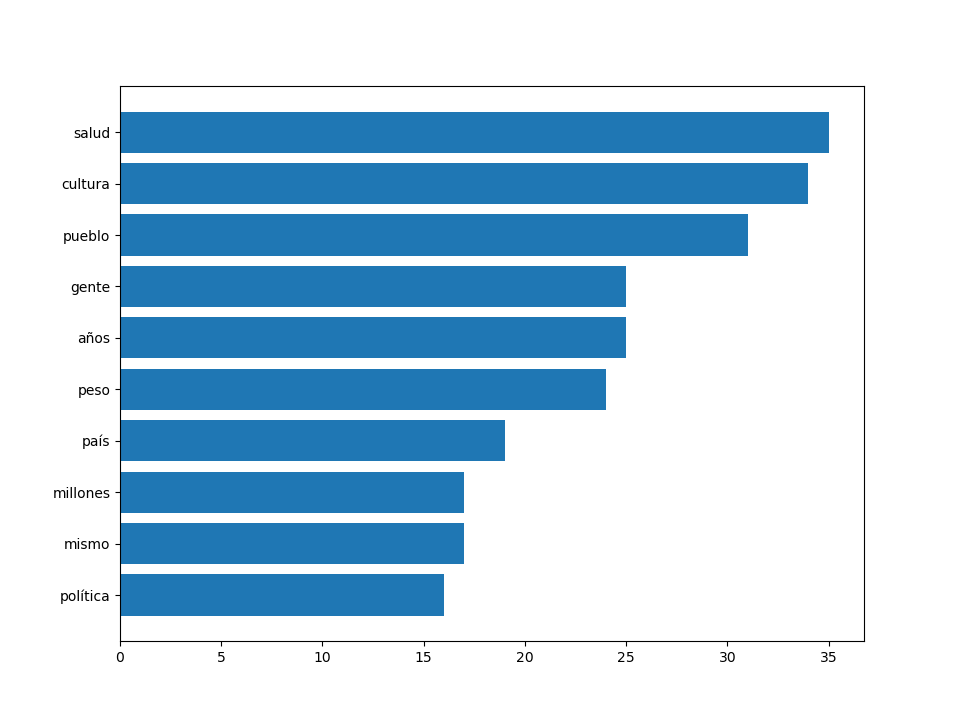 salud
cultura
pueblo
gente
años
peso
país
millones
mismo
política
0 5 10 15 20 25 30 35